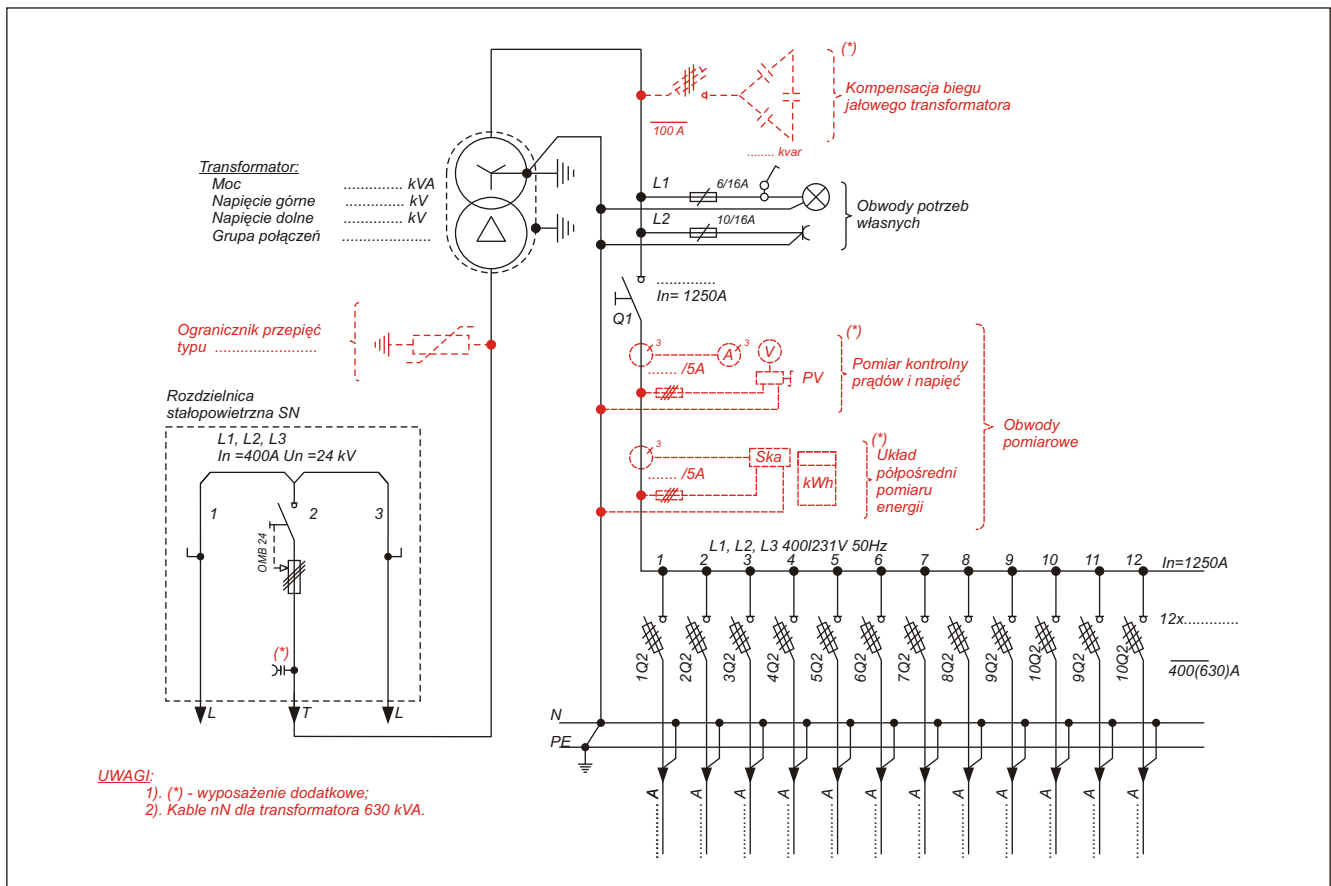 (*)
Kompensacja biegu
jałowego transformatora
100 A
........ kvar
Transformator:
Moc .............. kVA
Napięcie górne .............. kV
Napięcie dolne .............. kV
Grupa połączeń .....................
L1
6/16A
L2
10/16A
Obwody potrzeb
własnych
..............
In= 1250A
Q1
Ogranicznik przepięć
typu ........................
3
A
3
V
(*)
....... /5A
PV
Pomiar kontrolny
prądów i napięć
Rozdzielnica
stałopowietrzna SN
L1, L2, L3
In =400A Un =24 kV
1
2
3
OMB 24
(*)
L
T
L
3
....... /5A
Ska
kWh
(*)
Układ
półpośredni
pomiaru
energii
Obwody
pomiarowe
L1, L2, L3 400I231V 50Hz
1 2 3 4 5 6 7 8 9 10 11 12
In=1250A
12x.............
1Q2 2Q2 3Q2 4Q2 5Q2 6Q2 7Q2 8Q2 9Q2 10Q2 9Q2 10Q2
400(630)A
N
PE
A A A A A A A A A A A A
UWAGI:
1). (*) - wyposażenie dodatkowe;
2). Kable nN dla transformatora 630 kVA.